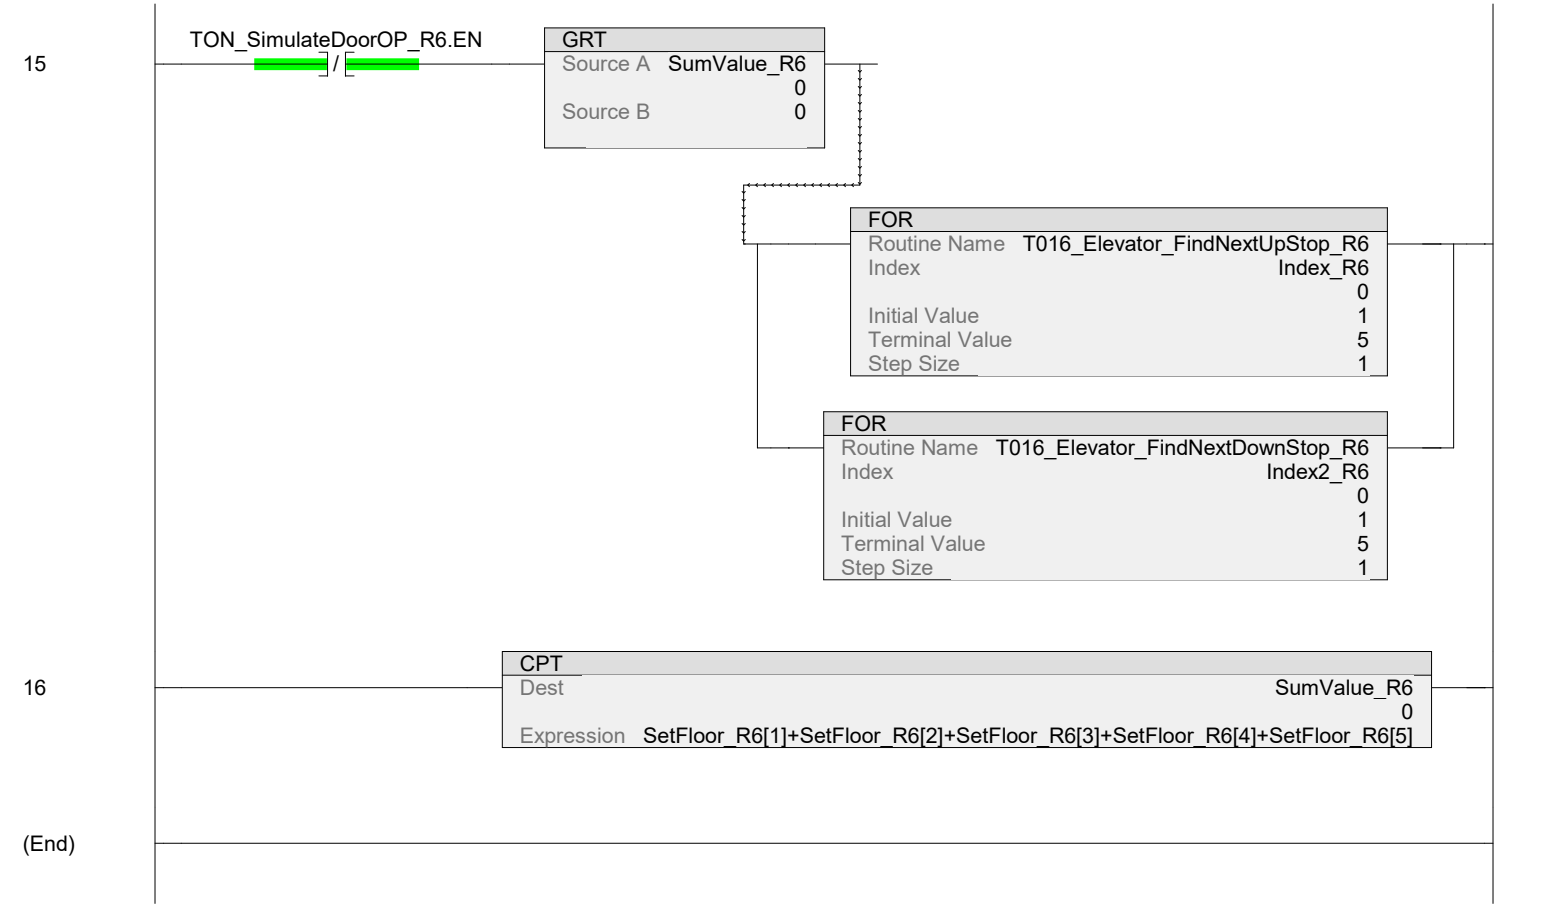 TON_SimulateDoorOP_R6.EN
15
/
GRT
Source A SumValue_R6
0
Source B 0
FOR
Routine Name T016_Elevator_FindNextUpStop_R6
Index Index_R6
0
Initial Value 1
Terminal Value 5
Step Size 1
FOR
Routine Name T016_Elevator_FindNextDownStop_R6
Index Index2_R6
0
Initial Value 1
Terminal Value 5
Step Size 1
CPT
16
Dest SumValue_R6
0
Expression SetFloor_R6[1]+SetFloor_R6[2]+SetFloor_R6[3]+SetFloor_R6[4]+SetFloor_R6[5]
(End)